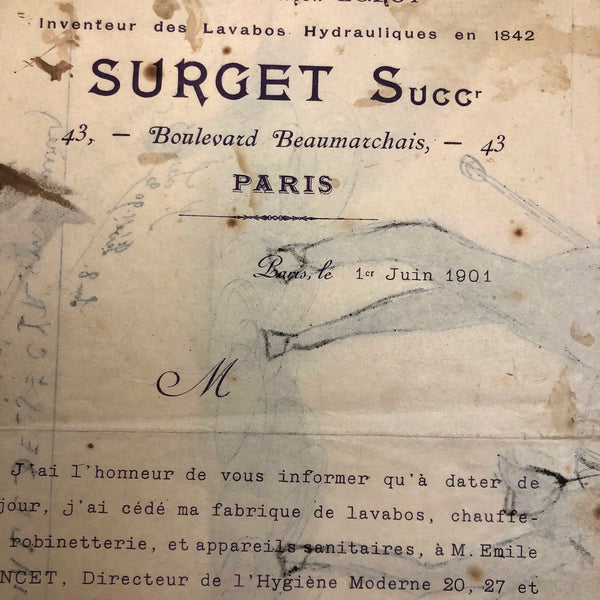 Inventeur des Lavabos Hydrauliques en 1842
SURGET Succr
43, — Boulevard Beaumarchais, — 43
PARIS
Paris, le 1er Juin 1901
M
J'ai l'honneur de vous informer qu'à dater de
jour, j'ai cédé ma fabrique de lavabos, chauffe-
robinetterie, et appareils sanitaires, à M. Emile
NCET, Directeur de l'Hygiène Moderne 20, 27 et